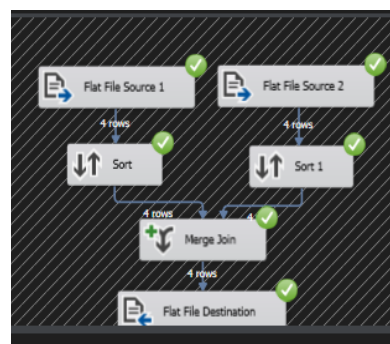 Flat File Source 1
Flat File Source 2
4 rows
4 rows
Sort
Sort 1
4 rows
4
Merge Join
4 rows
Flat File Destination